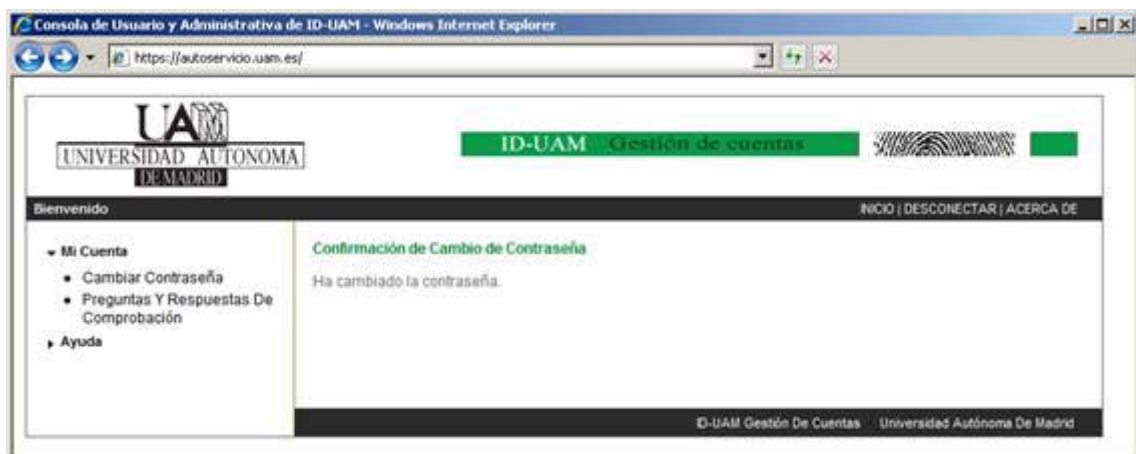 Consola de Usuario y Administrativa de ID-UAM - Windows Internet Explorer
https://autoservicio.uam.es/
UAM
UNIVERSIDAD AUTONOMA
DE MADRID
ID-UAM Gestión de cuentas
Bienvenido
INICIO | DESCONECTAR | ACERCA DE
Mi Cuenta
Cambiar Contraseña
Preguntas Y Respuestas De
Comprobación
Ayuda
Confirmación de Cambio de Contraseña
Ha cambiado la contraseña.
ID-UAM Gestión De Cuentas Universidad Autónoma De Madrid